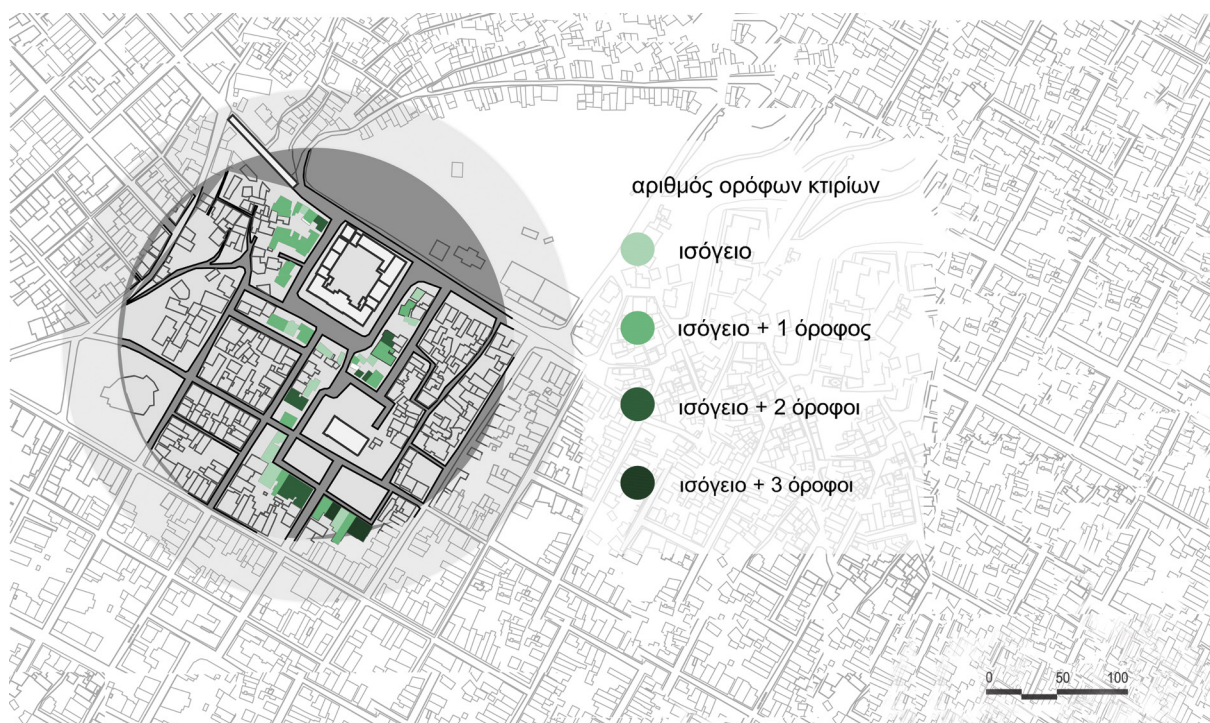 αριθμός ορόφων κτιρίων
ισόγειο
ισόγειο + 1 όροφος
ισόγειο + 2 όροφοι
ισόγειο + 3 όροφοι
0 50 100